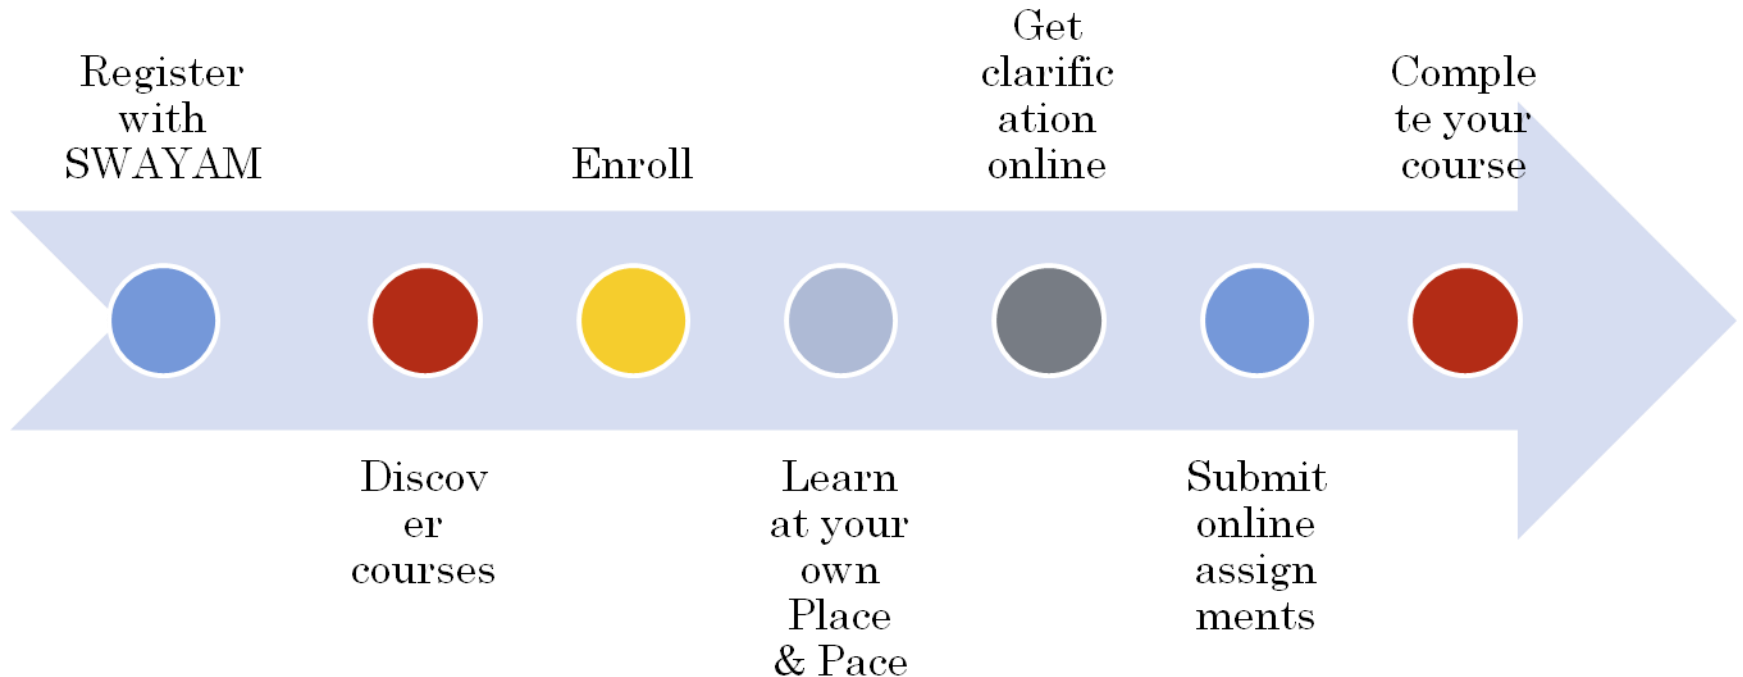 Register
with
SWAYAM
Discov
er
courses
Enroll
Learn
at your
own
Place
& Pace
Get
clarific
ation
online
Submit
online
assign
ments
Comple
te your
course